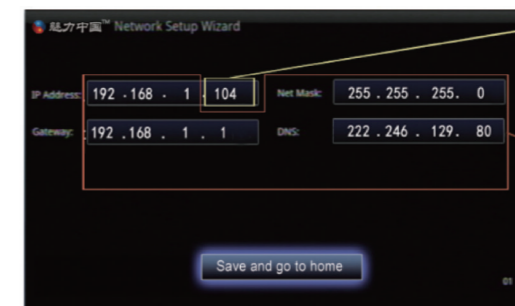 魅力中国™ Network Setup Wizard
IP Address: 192 .168 . 1 .104 Net Mask: 255 . 255 . 255. 0
Gateway: 192 .168 . 1 . 1 DNS: 222 . 246 . 129. 80
Save and go to home
01